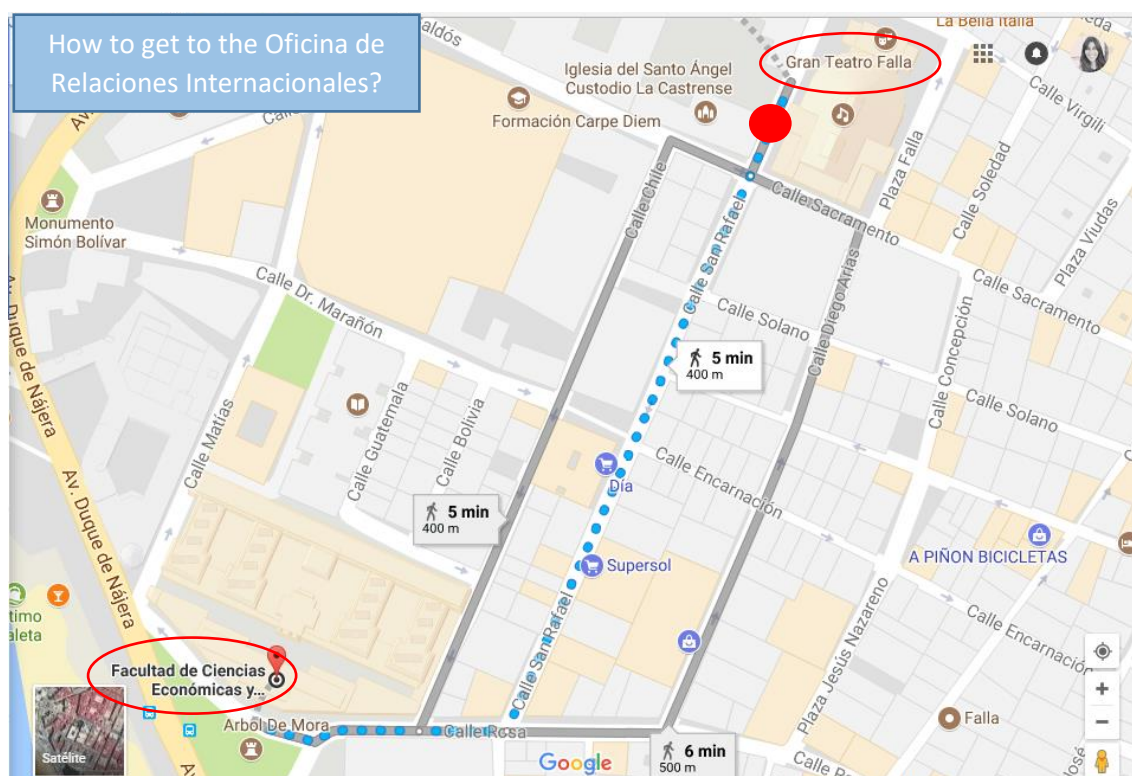 How to get to the Oficina de
Relaciones Internacionales?
aldós
La Bella Italia
Gran Teatro Falla
Iglesia del Santo Ángel
Custodio La Castrense
Formación Carpe Diem
Calle Virgili
Av.
Plaza Falla
Calle Soledad
Plaza Viudas
Calle Chile
Calle Sacramento
Monumento
Simón Bolívar
Calle San Rafael
Calle Dr. Marañón
Calle Solano
Calle Diego Arias
Calle Sacramento
Av. Duque de Nájera
5 min
400 m
Calle Concepción
Calle Solano
Calle Matías
Calle Guatemala
Calle Bolivia
Calle Encarnación
Día
Av. Duque de Nájera
5 min
400 m
A PIÑON BICICLETAS
Supersol
Calle Encarnación
timo
aleta
Plaza Jesús Nazareno
Calle San Rafael
Facultad de Ciencias
Económicas y...
Arbol De Mora
Calle Rosa
Falla
6 min
500 m
José
Satélite
Google